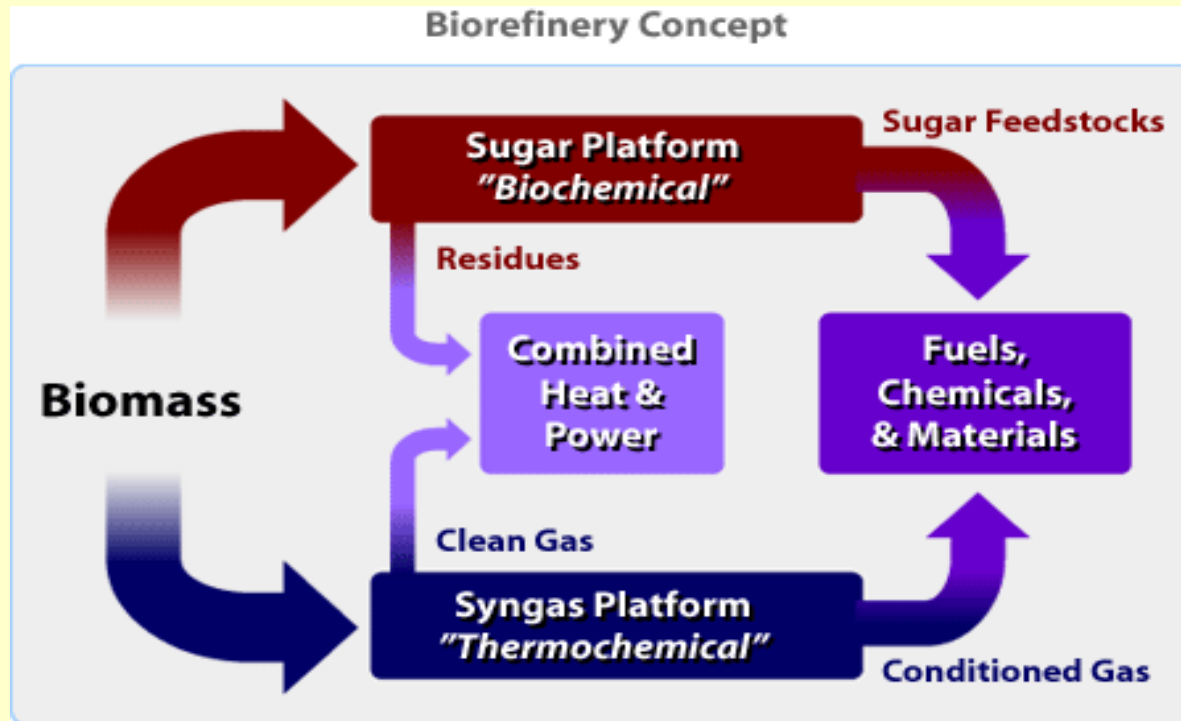 Biorefinery Concept
Sugar Platform
”Biochemical”
Sugar Feedstocks
Residues
Combined
Heat &
Power
Fuels,
Chemicals,
& Materials
Biomass
Clean Gas
Syngas Platform
”Thermochemical”
Conditioned Gas